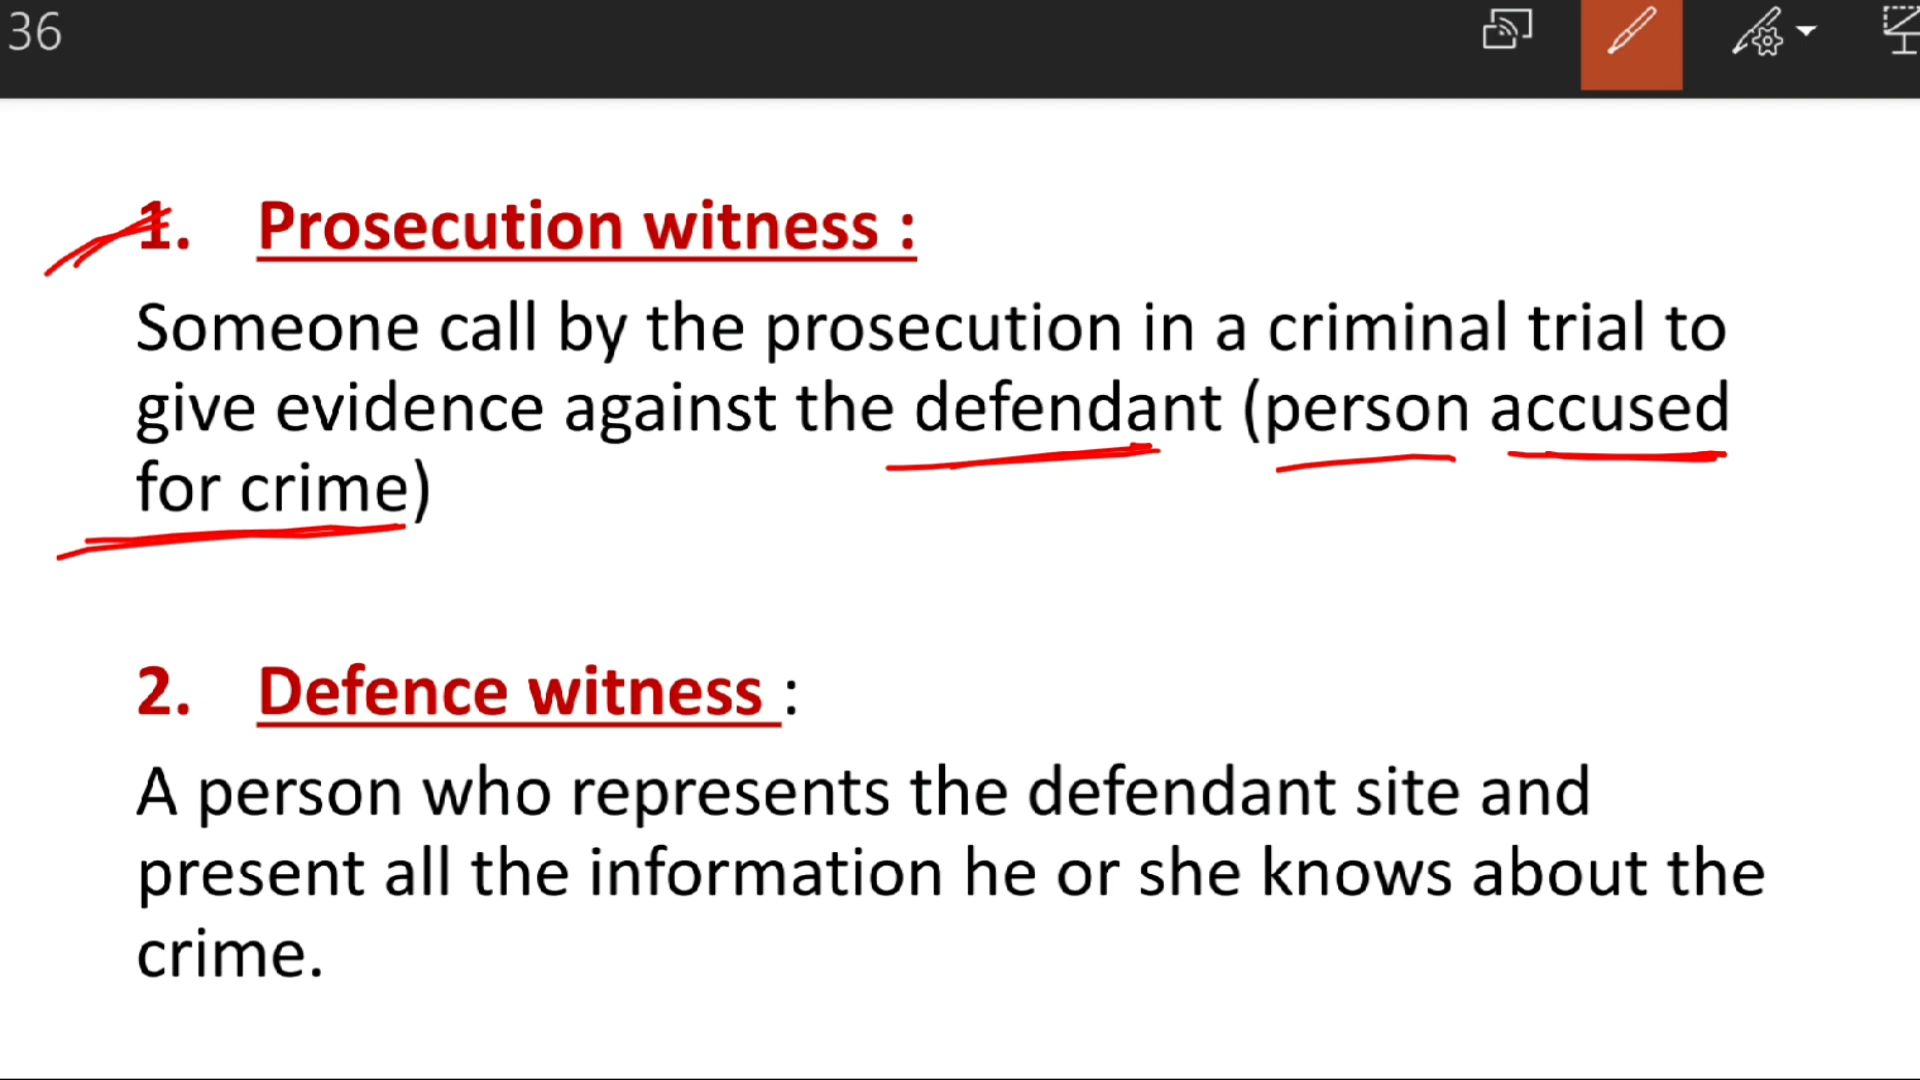 36
1. Prosecution witness :
Someone call by the prosecution in a criminal trial to
give evidence against the defendant (person accused
for crime)
2. Defence witness :
A person who represents the defendant site and
present all the information he or she knows about the
crime.